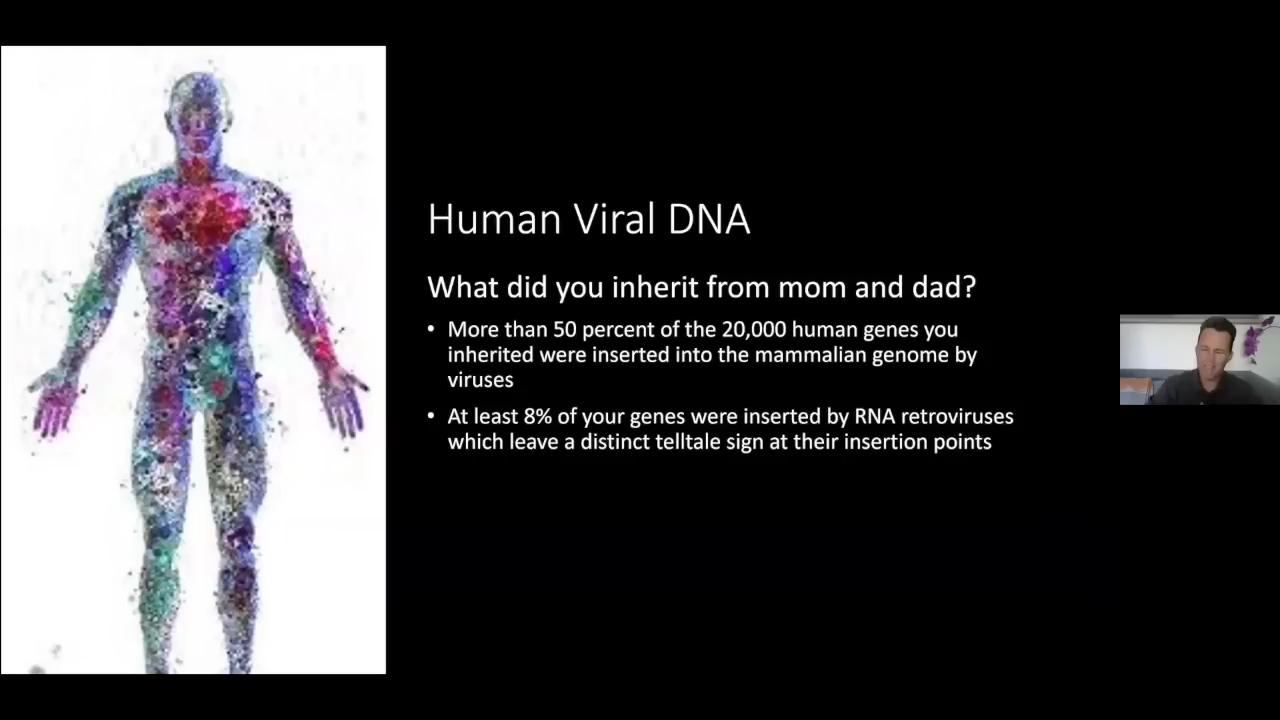 Human Viral DNA
What did you inherit from mom and dad?
• More than 50 percent of the 20,000 human genes you
inherited were inserted into the mammalian genome by
viruses
• At least 8% of your genes were inserted by RNA retroviruses
which leave a distinct telltale sign at their insertion points